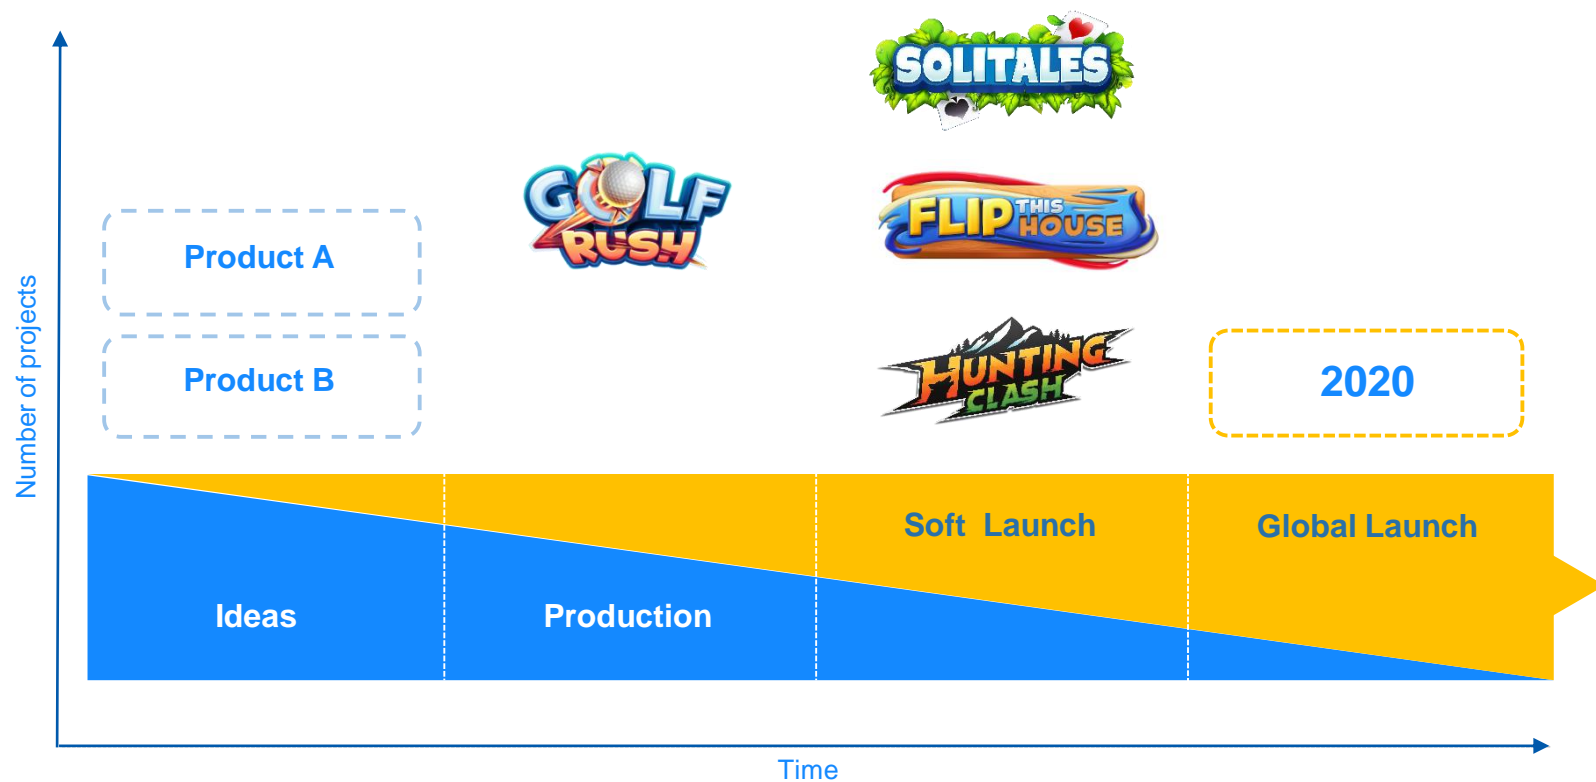 SOLITALES
GOLF
RUSH
FLIP THIS
HOUSE
Product A
Product B
HUNTING
CLASH
2020
Number of projects
Soft Launch
Global Launch
Ideas
Production
Time